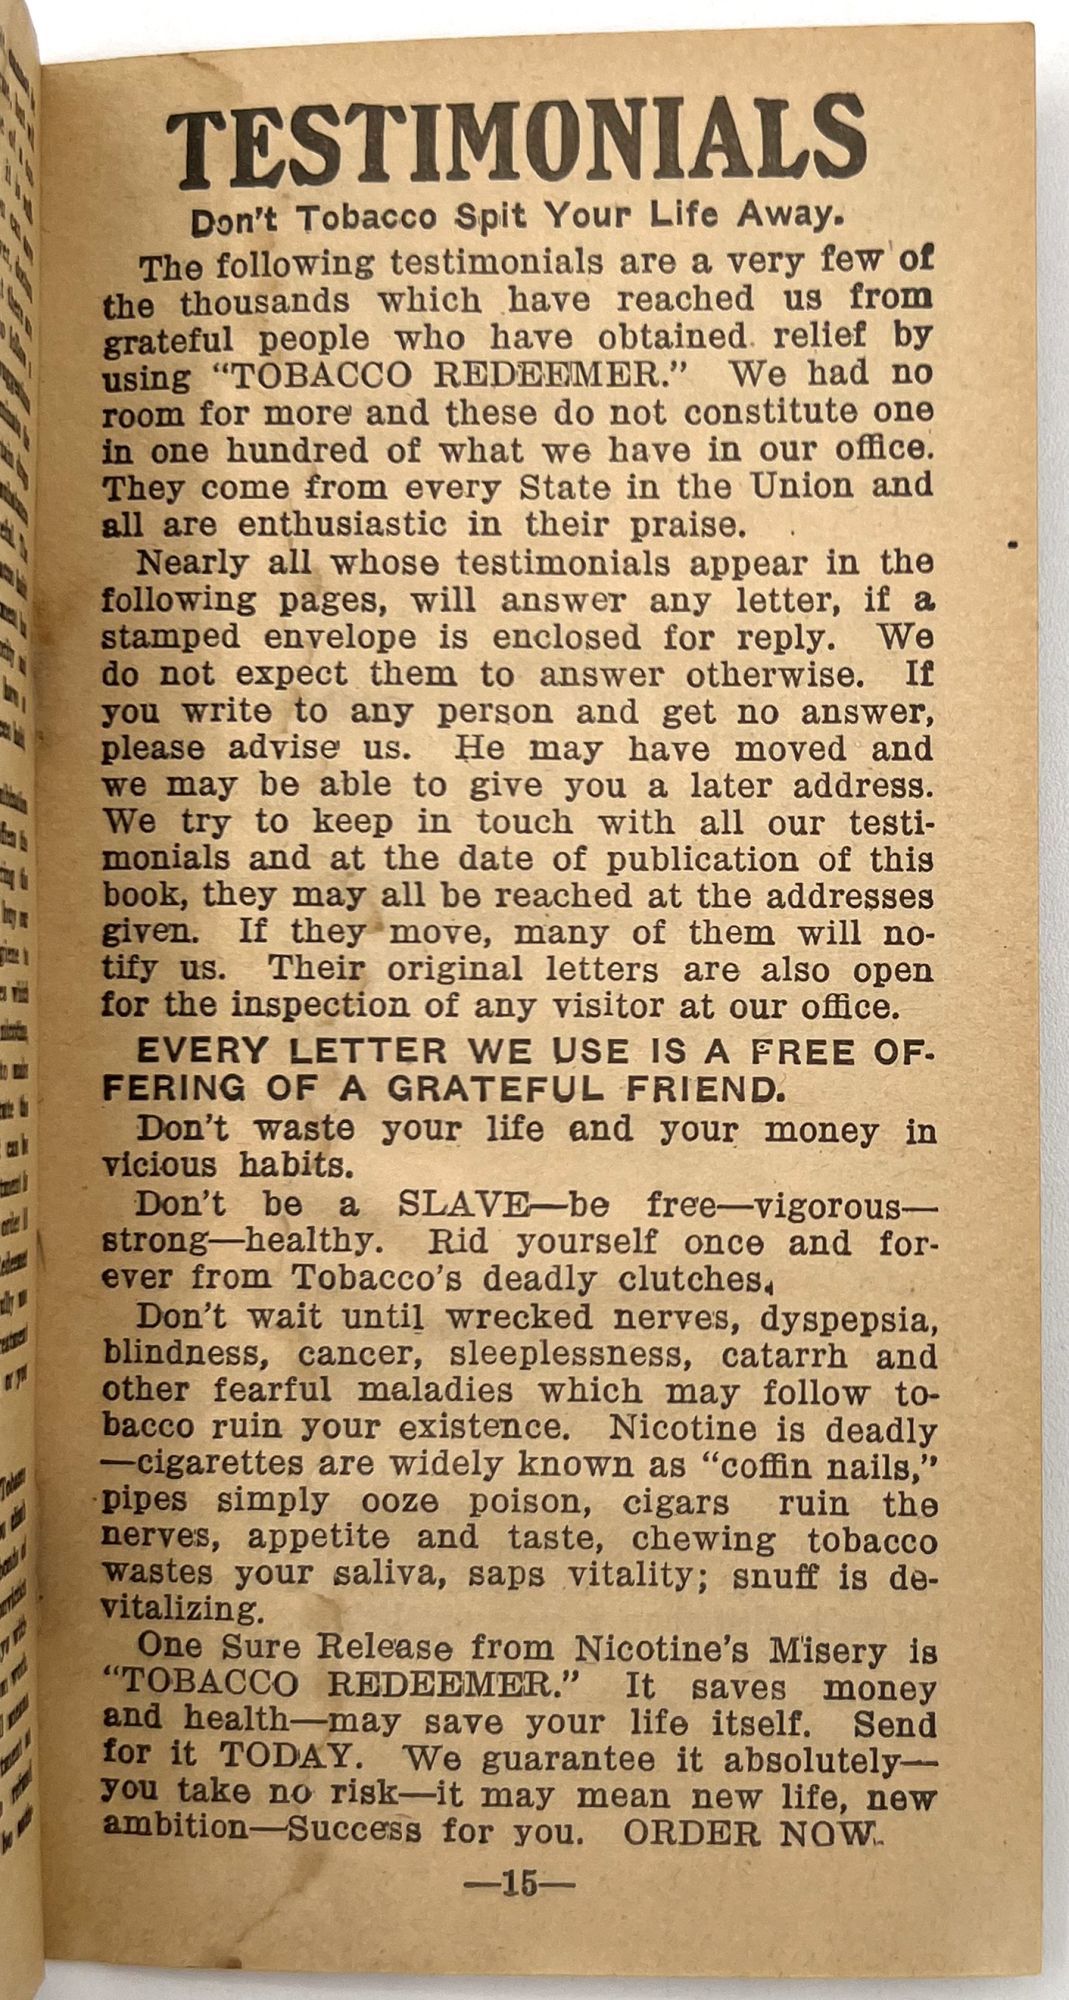 TESTIMONIALS
Don't Tobacco Spit Your Life Away.
The following testimonials are a very few of
the thousands which have reached us from
grateful people who have obtained relief by
using "TOBACCO REDEEMER." We had no
room for more and these do not constitute one
in one hundred of what we have in our office.
They come from every State in the Union and
all are enthusiastic in their praise.
Nearly all whose testimonials appear in the
following pages, will answer any letter, if a
stamped envelope is enclosed for reply. We
do not expect them to answer otherwise. If
you write to any person and get no answer,
please advise us. He may have moved and
we may be able to give you a later address.
We try to keep in touch with all our testi-
monials and at the date of publication of this
book, they may all be reached at the addresses
given. If they move, many of them will no-
tify us. Their original letters are also open
for the inspection of any visitor at our office.
EVERY LETTER WE USE IS A FREE OF-
FERING OF A GRATEFUL FRIEND.
Don't waste your life and your money in
vicious habits.
Don't be a SLAVE—be free—vigorous—
strong—healthy. Rid yourself once and for-
ever from Tobacco's deadly clutches.
Don't wait until wrecked nerves, dyspepsia,
blindness, cancer, sleeplessness, catarrh and
other fearful maladies which may follow to-
bacco ruin your existence. Nicotine is deadly
—cigarettes are widely known as "coffin nails,"
pipes simply ooze poison, cigars ruin the
nerves, appetite and taste, chewing tobacco
wastes your saliva, saps vitality; snuff is de-
vitalizing.
One Sure Release from Nicotine's Misery is
"TOBACCO REDEEMER." It saves money
and health—may save your life itself. Send
for it TODAY. We guarantee it absolutely—
you take no risk—it may mean new life, new
ambition—Success for you. ORDER NOW.
—15—